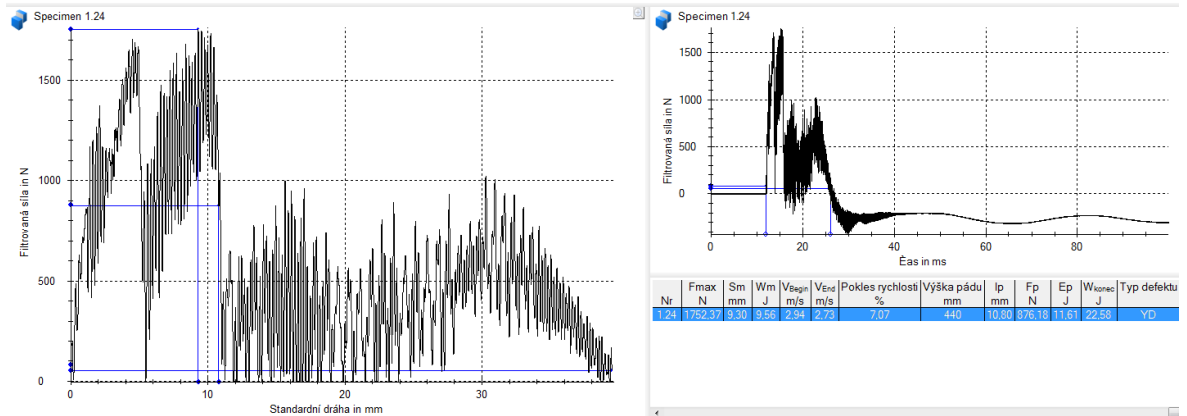 Specimen 1.24
Filtrovaná síla in N
1500
1000
500
0
0 10 20 30
Standardní dráha in mm
Specimen 1.24
Filtrovaná síla in N
1500
1000
500
0
0 20 40 60 80
Èas in ms
Nr Fmax N Sm mm Wm J VBegin m/s VEnd m/s Pokles rychlosti % Výška pádu mm lp mm Fp N Ep J Wkonec J Typ defektu
1.24 1752,37 9,30 9,56 2,94 2,73 7,07 440 10,80 876,18 11,61 22,58 YD